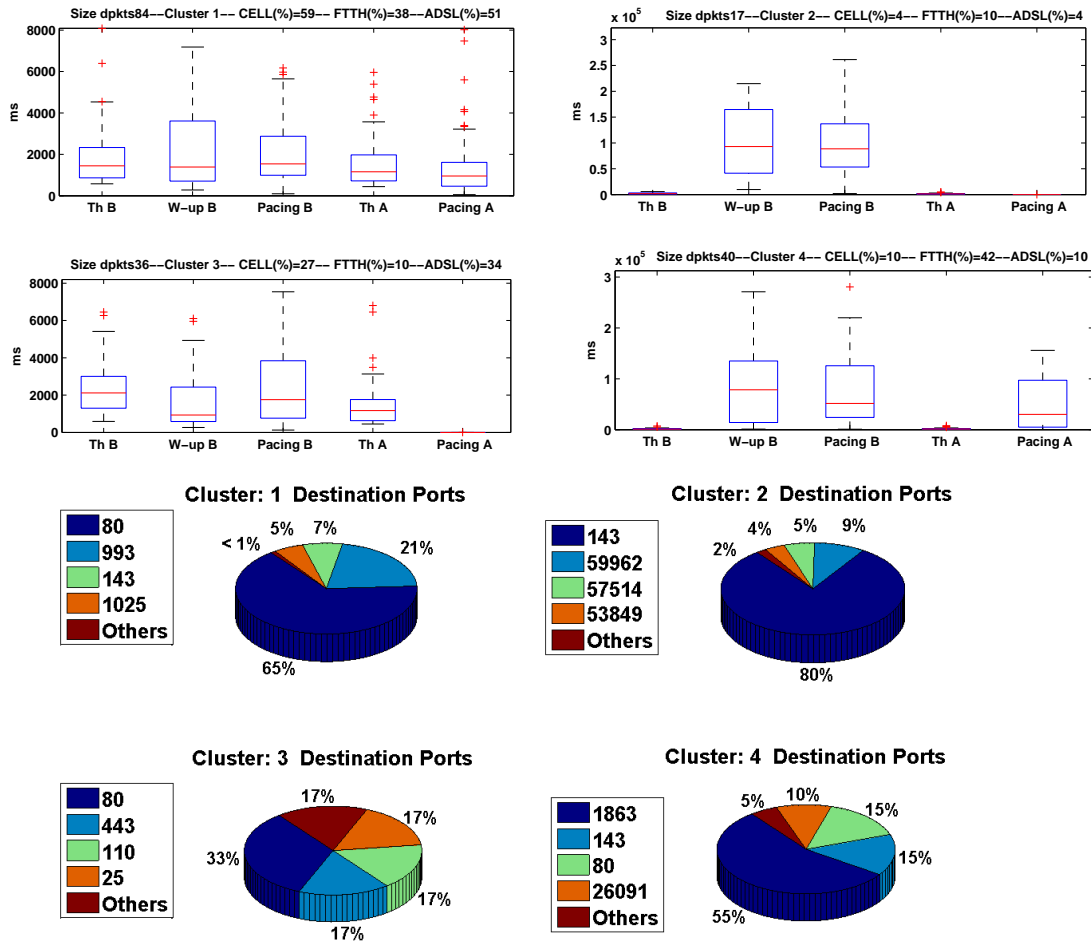 Size dpkts84−−Cluster 1−− CELL(%)=59−− FTTH(%)=38−−ADSL(%)=51
8000
6000
4000
2000
0
ms
Th B W−up B Pacing B Th A Pacing A
Size dpkts17−−Cluster 2−− CELL(%)=4−− FTTH(%)=10−−ADSL(%)=4
x 10^5
3
2.5
2
1.5
1
0.5
0
ms
Th B W−up B Pacing B Th A Pacing A
Size dpkts36−−Cluster 3−− CELL(%)=27−− FTTH(%)=10−−ADSL(%)=34
8000
6000
4000
2000
0
ms
Th B W−up B Pacing B Th A Pacing A
Size dpkts40−−Cluster 4−− CELL(%)=10−− FTTH(%)=42−−ADSL(%)=10
x 10^5
3
2
1
0
ms
Th B W−up B Pacing B Th A Pacing A
Cluster: 1 Destination Ports
80
993
143
1025
Others
< 1%
5%
7%
21%
65%
Cluster: 2 Destination Ports
143
59962
57514
53849
Others
2%
4%
5%
9%
80%
Cluster: 3 Destination Ports
80
443
110
25
Others
17%
17%
33%
17%
17%
Cluster: 4 Destination Ports
1863
143
80
26091
Others
5%
10%
15%
15%
55%